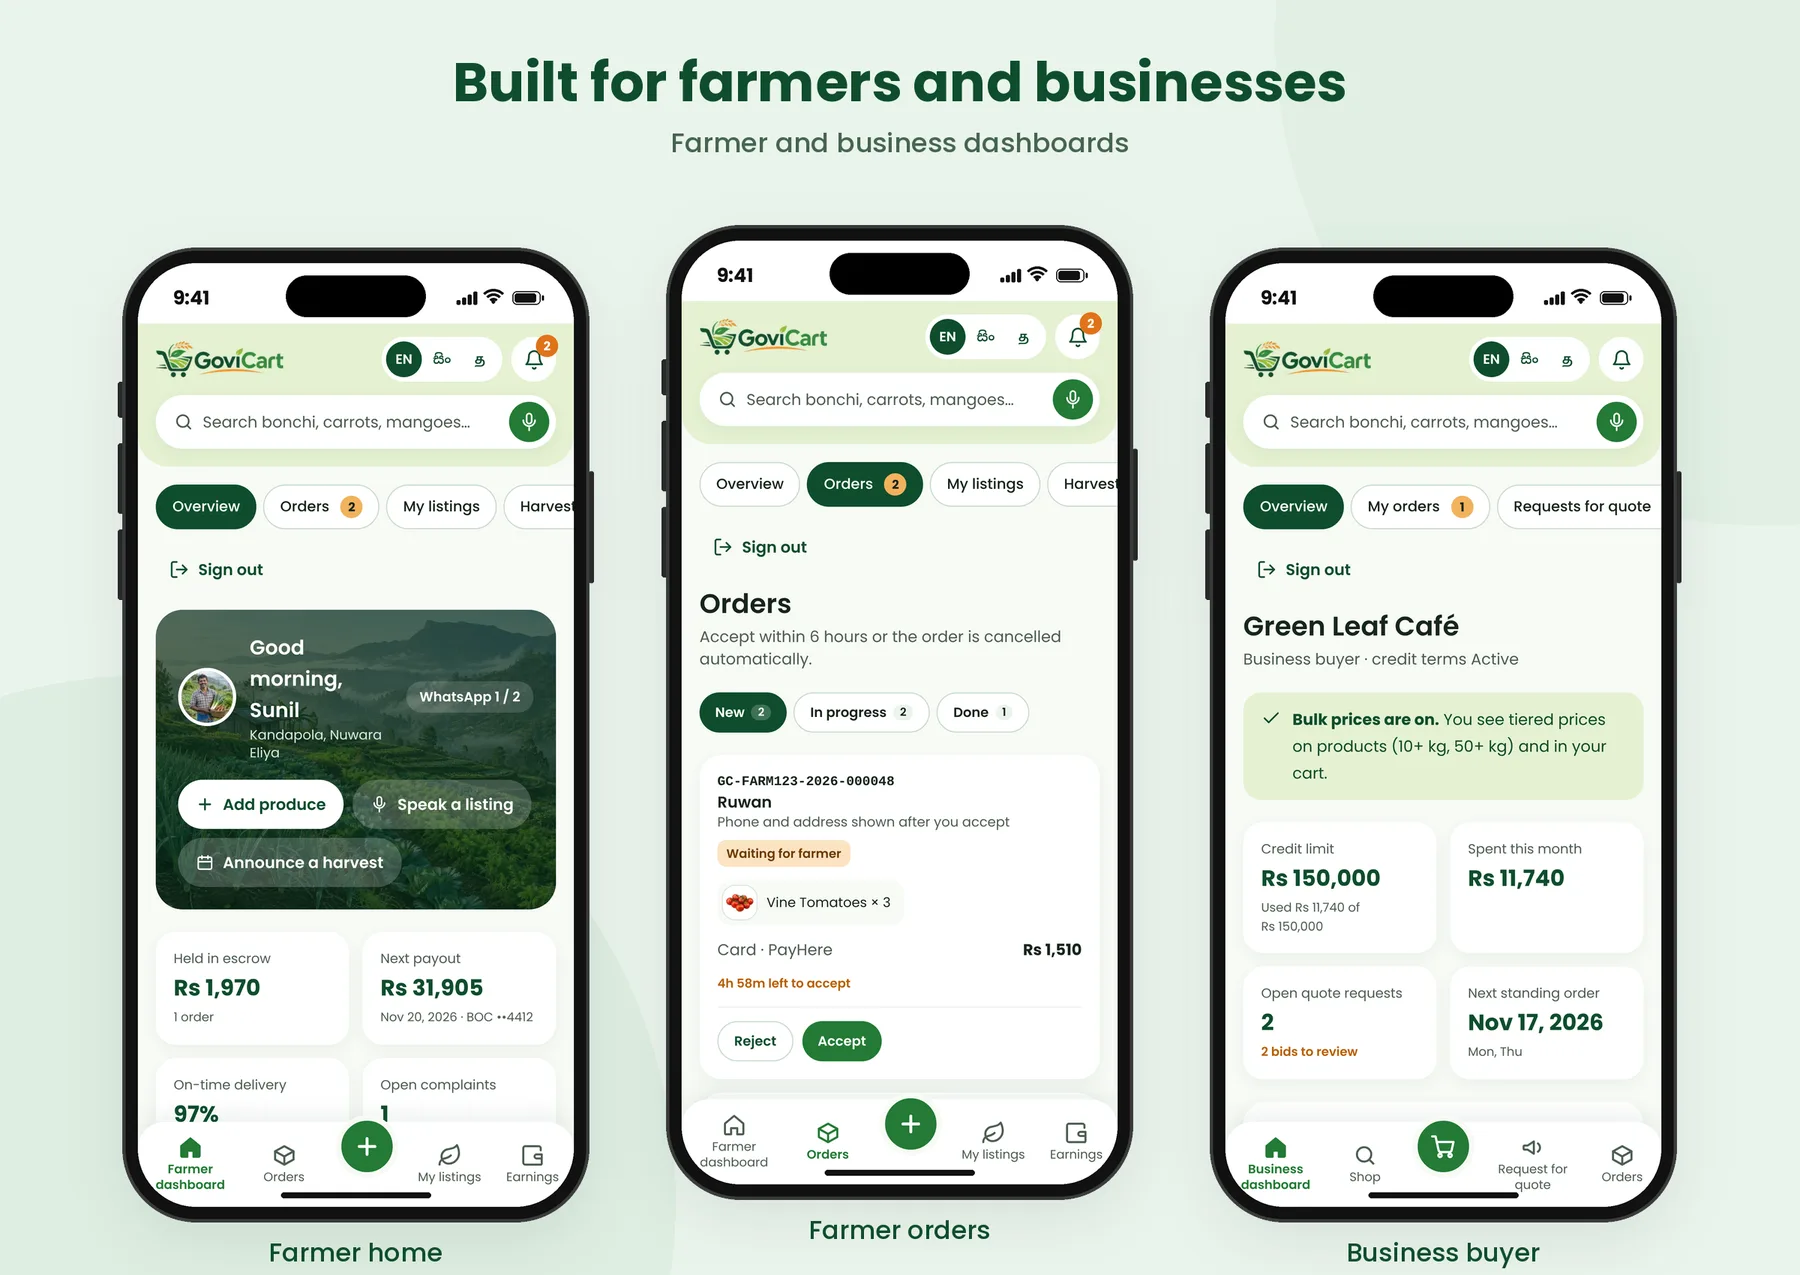 Built for farmers and businesses
Farmer and business dashboards
9:41
GoviCart
EN
සිං
த
2
Search bonchi, carrots, mangoes...
Overview
Orders 2
My listings
Harvest
Sign out
Good
morning,
Sunil
Kandapola, Nuwara
Eliya
WhatsApp 1 / 2
Add produce
Speak a listing
Announce a harvest
Held in escrow
Rs 1,970
1 order
Next payout
Rs 31,905
Nov 20, 2026 · BOC ••4412
On-time delivery
97%
Open complaints
1
Farmer
dashboard
Orders
My listings
Earnings
Farmer home
9:41
GoviCart
EN
සිං
த
2
Search bonchi, carrots, mangoes...
Overview
Orders 2
My listings
Harvest
Sign out
Orders
Accept within 6 hours or the order is cancelled
automatically.
New 2
In progress 2
Done 1
GC-FARM123-2026-000048
Ruwan
Phone and address shown after you accept
Waiting for farmer
Vine Tomatoes × 3
Card · PayHere
Rs 1,510
4h 58m left to accept
Reject
Accept
Farmer
dashboard
Orders
My listings
Earnings
Farmer orders
9:41
GoviCart
EN
සිං
த
Search bonchi, carrots, mangoes...
Overview
My orders 1
Requests for quote
Sign out
Green Leaf Café
Business buyer · credit terms Active
Bulk prices are on. You see tiered prices
on products (10+ kg, 50+ kg) and in your
cart.
Credit limit
Rs 150,000
Used Rs 11,740 of
Rs 150,000
Spent this month
Rs 11,740
Open quote requests
2
2 bids to review
Next standing order
Nov 17, 2026
Mon, Thu
Business
dashboard
Shop
Request for
quote
Orders
Business buyer